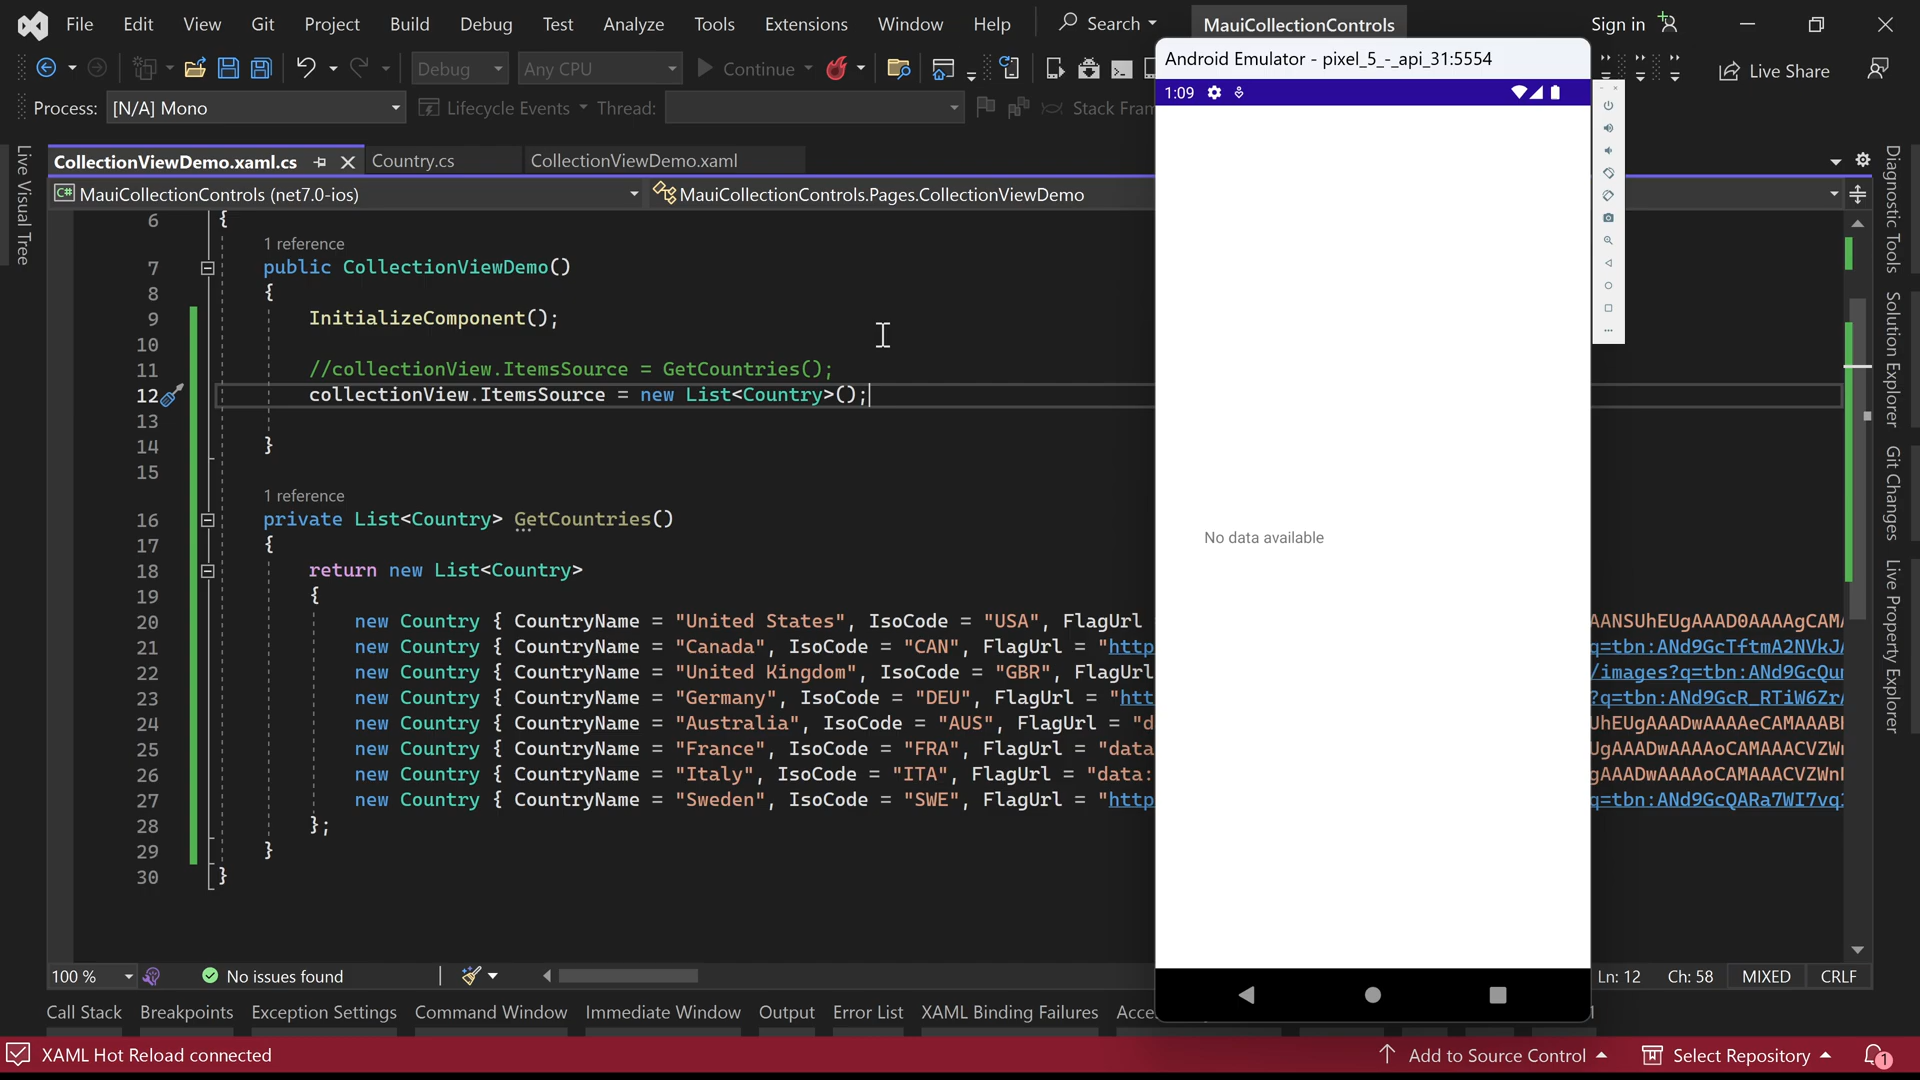 File Edit View Git Project Build Debug Test Analyze Tools Extensions Window Help Search MauiCollectionControls Sign in
Debug Any CPU Continue Live Share
Process: [N/A] Mono Lifecycle Events Thread: Stack Fram
Android Emulator - pixel_5_-_api_31:5554
1:09
CollectionViewDemo.xaml.cs Country.cs CollectionViewDemo.xaml
MauiCollectionControls (net7.0-ios) MauiCollectionControls.Pages.CollectionViewDemo
Live Visual Tree
6 {
1 reference
7 public CollectionViewDemo()
8 {
9 InitializeComponent();
10
11 //collectionView.ItemsSource = GetCountries();
12 collectionView.ItemsSource = new List<Country>();
13
14 }
15
1 reference
16 private List<Country> GetCountries()
17 {
18 return new List<Country>
19 {
20 new Country { CountryName = "United States", IsoCode = "USA", FlagUrl AANSUhEUgAAAD0AAAAgCAMA
21 new Country { CountryName = "Canada", IsoCode = "CAN", FlagUrl = "http q=tbn:ANd9GcTftmA2NVkJA
22 new Country { CountryName = "United Kingdom", IsoCode = "GBR", FlagUrl /images?q=tbn:ANd9GcQun
23 new Country { CountryName = "Germany", IsoCode = "DEU", FlagUrl = "htt ?q=tbn:ANd9GcR_RTiW6ZrA
24 new Country { CountryName = "Australia", IsoCode = "AUS", FlagUrl = "d UhEUgAAADwAAAAeCAMAAABI
25 new Country { CountryName = "France", IsoCode = "FRA", FlagUrl = "data UgAAADwAAAAoCAMAAACVZWn
26 new Country { CountryName = "Italy", IsoCode = "ITA", FlagUrl = "data: gAAADwAAAAoCAMAAACVZWnI
27 new Country { CountryName = "Sweden", IsoCode = "SWE", FlagUrl = "http q=tbn:ANd9GcQARa7WI7vq
28 };
29 }
30 }
No data available
Diagnostic Tools
Solution Explorer
Git Changes
Live Property Explorer
100 % No issues found Ln: 12 Ch: 58 MIXED CRLF
Call Stack Breakpoints Exception Settings Command Window Immediate Window Output Error List XAML Binding Failures Acce
XAML Hot Reload connected Add to Source Control Select Repository 1